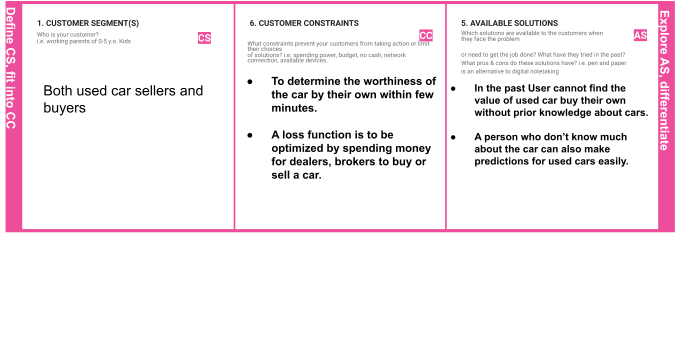 Define CS, fit into CC
1. CUSTOMER SEGMENT(S)
Who is your customer?
i.e. working parents of 0-5 y.o. Kids
CS
Both used car sellers and
buyers
6. CUSTOMER CONSTRAINTS
CC
What constraints prevent your customers from taking action or limit
their choices
of solutions? i.e. spending power, budget, no cash, network
connection, available devices.
● To determine the worthiness of
the car by their own within few
minutes.
● A loss function is to be
optimized by spending money
for dealers, brokers to buy or
sell a car.
5. AVAILABLE SOLUTIONS
Which solutions are available to the customers when
they face the problem
AS
or need to get the job done? What have they tried in the past?
What pros & cons do these solutions have? i.e. pen and paper
is an alternative to digital notetaking
● In the past User cannot find the
value of used car buy their own
without prior knowledge about cars.
● A person who don't know much
about the car can also make
predictions for used cars easily.
Explore AS, differentiate